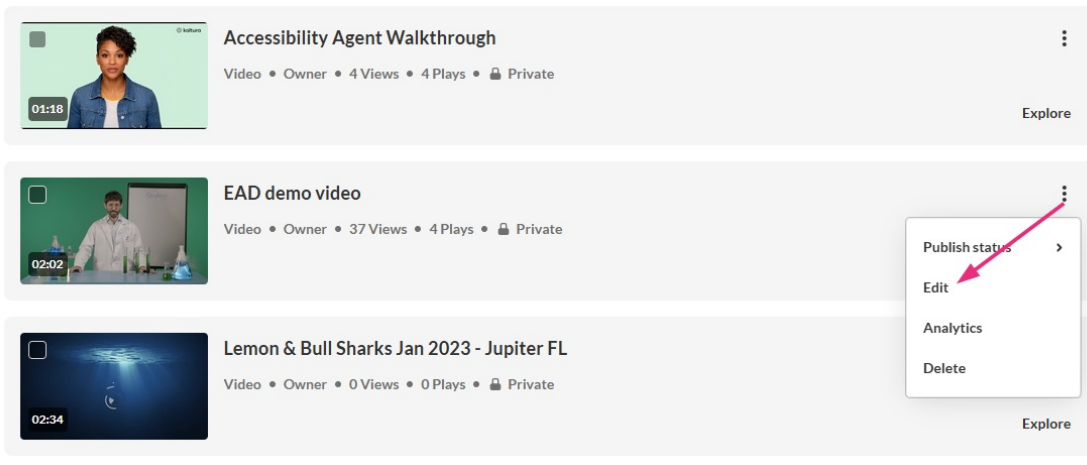 kaltura
01:18
Accessibility Agent Walkthrough
Video • Owner • 4 Views • 4 Plays • Private
Explore
02:02
EAD demo video
Video • Owner • 37 Views • 4 Plays • Private
Publish status
Edit
Analytics
Delete
02:34
Lemon & Bull Sharks Jan 2023 - Jupiter FL
Video • Owner • 0 Views • 0 Plays • Private
Explore